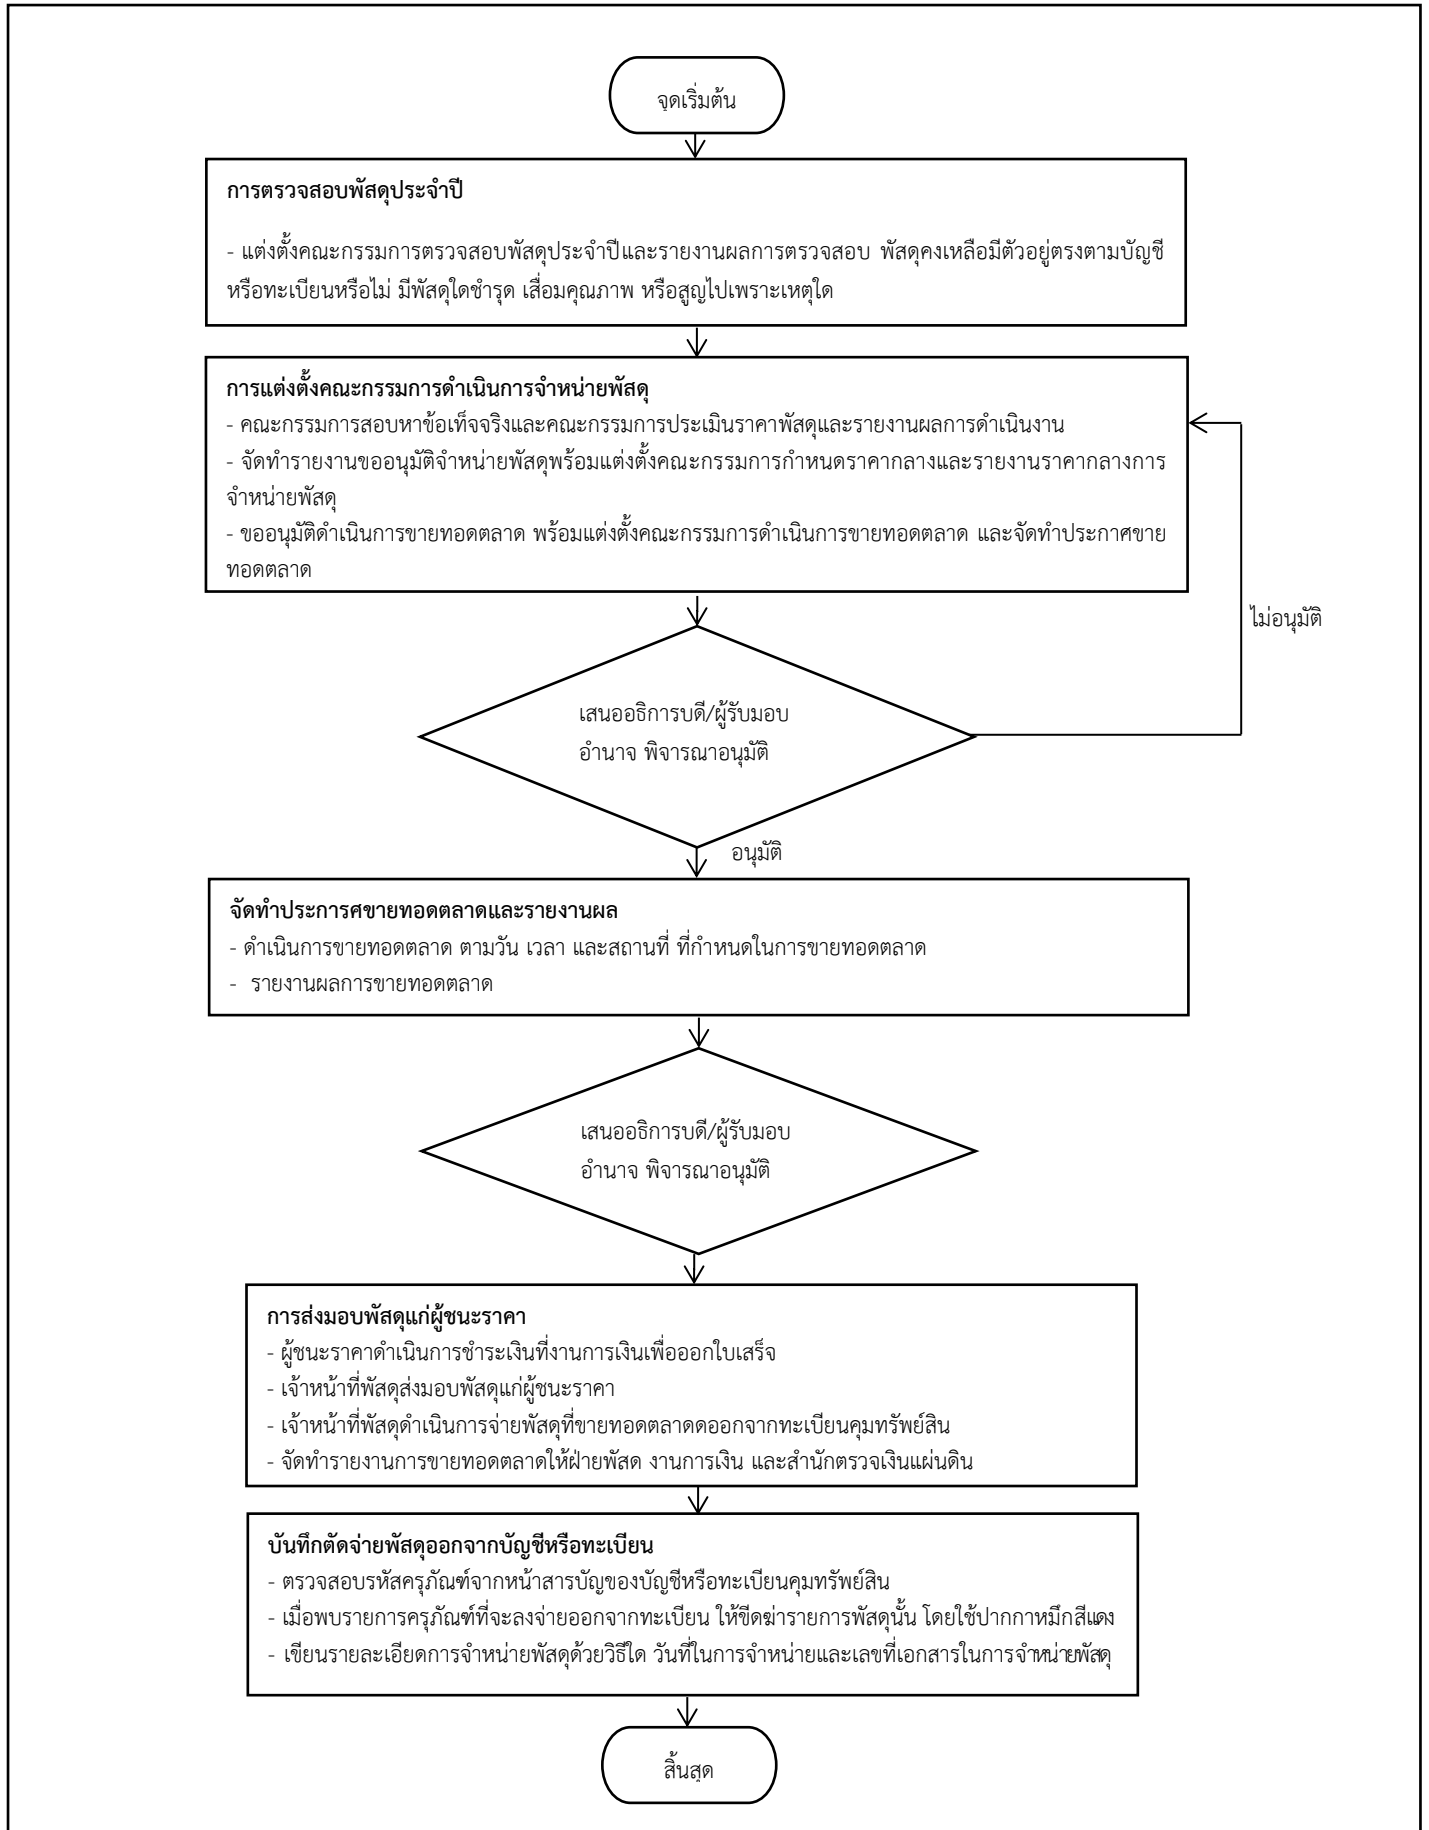 จุดเริ่มต้น
การตรวจสอบพัสดุประจำปี
- แต่งตั้งคณะกรรมการตรวจสอบพัสดุประจำปีและรายงานผลการตรวจสอบ พัสดุคงเหลือมีตัวอยู่ตรงตามบัญชี
หรือทะเบียนหรือไม่ มีพัสดุใดชำรุด เสื่อมคุณภาพ หรือสูญไปเพราะเหตุใด
การแต่งตั้งคณะกรรมการดำเนินการจำหน่ายพัสดุ
- คณะกรรมการสอบหาข้อเท็จจริงและคณะกรรมการประเมินราคาพัสดุและรายงานผลการดำเนินงาน
- จัดทำรายงานขออนุมัติจำหน่ายพัสดุพร้อมแต่งตั้งคณะกรรมการกำหนดราคากลางและรายงานราคากลางการ
จำหน่ายพัสดุ
- ขออนุมัติดำเนินการขายทอดตลาด พร้อมแต่งตั้งคณะกรรมการดำเนินการขายทอดตลาด และจัดทำประกาศขาย
ทอดตลาด
ไม่อนุมัติ
เสนออธิการบดี/ผู้รับมอบ
อำนาจ พิจารณาอนุมัติ
อนุมัติ
จัดทำประการศขายทอดตลาดและรายงานผล
- ดำเนินการขายทอดตลาด ตามวัน เวลา และสถานที่ ที่กำหนดในการขายทอดตลาด
- รายงานผลการขายทอดตลาด
เสนออธิการบดี/ผู้รับมอบ
อำนาจ พิจารณาอนุมัติ
การส่งมอบพัสดุแก่ผู้ชนะราคา
- ผู้ชนะราคาดำเนินการชำระเงินที่งานการเงินเพื่อออกใบเสร็จ
- เจ้าหน้าที่พัสดุส่งมอบพัสดุแก่ผู้ชนะราคา
- เจ้าหน้าที่พัสดุดำเนินการจ่ายพัสดุที่ขายทอดตลาดดออกจากทะเบียนคุมทรัพย์สิน
- จัดทำรายงานการขายทอดตลาดให้ฝ่ายพัสด งานการเงิน และสำนักตรวจเงินแผ่นดิน
บันทึกตัดจ่ายพัสดุออกจากบัญชีหรือทะเบียน
- ตรวจสอบรหัสครุภัณฑ์จากหน้าสารบัญของบัญชีหรือทะเบียนคุมทรัพย์สิน
- เมื่อพบรายการครุภัณฑ์ที่จะลงจ่ายออกจากทะเบียน ให้ขีดฆ่ารายการพัสดุนั้น โดยใช้ปากกาหมึกสีแดง
- เขียนรายละเอียดการจำหน่ายพัสดุด้วยวิธีใด วันที่ในการจำหน่ายและเลขที่เอกสารในการจำหน่ายพัสดุ
สิ้นสุด